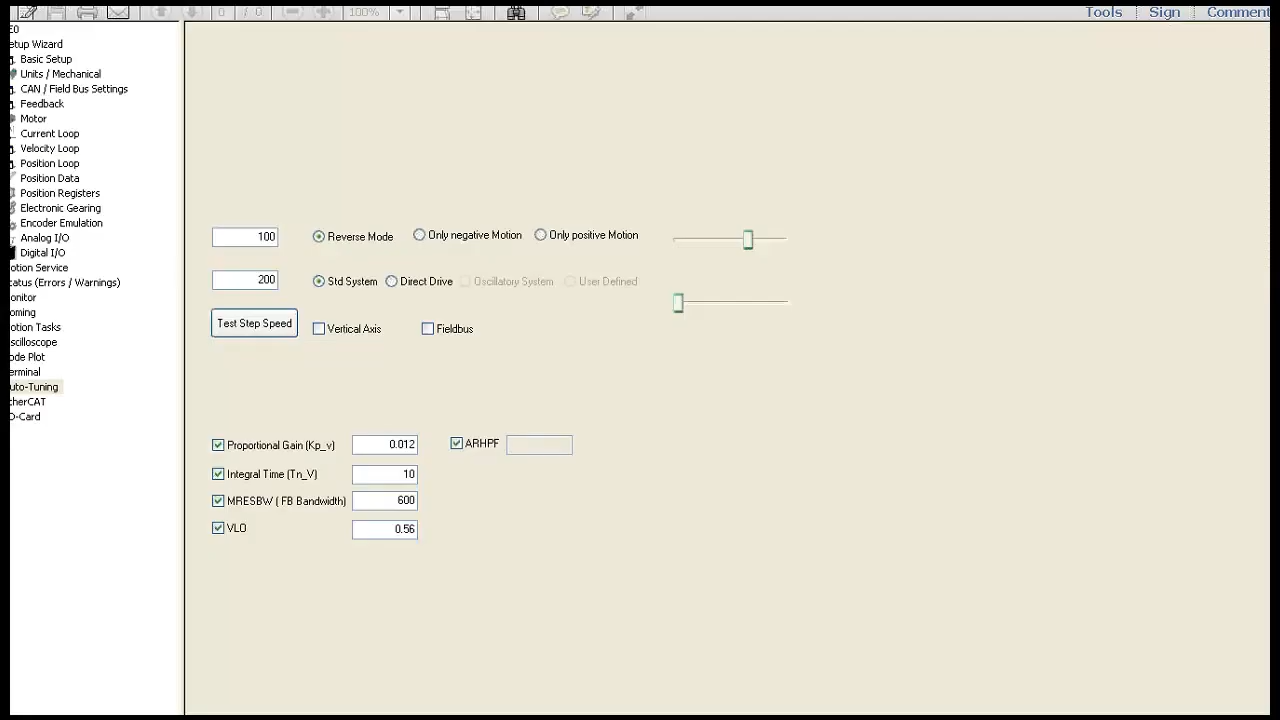 0 / 0 100% Tools Sign Comment
E0
etup Wizard
Basic Setup
Units / Mechanical
CAN / Field Bus Settings
Feedback
Motor
Current Loop
Velocity Loop
Position Loop
Position Data
Position Registers
Electronic Gearing
Encoder Emulation
Analog I/O
Digital I/O
otion Service
tatus (Errors / Warnings)
onitor
oming
otion Tasks
scilloscope
ode Plot
erminal
uto-Tuning
therCAT
O-Card
100 Reverse Mode Only negative Motion Only positive Motion
200 Std System Direct Drive Oscillatory System User Defined
Test Step Speed Vertical Axis Fieldbus
Proportional Gain (Kp_v) 0.012 ARHPF
Integral Time (Tn_V) 10
MRESBW ( FB Bandwidth) 600
VLO 0.56